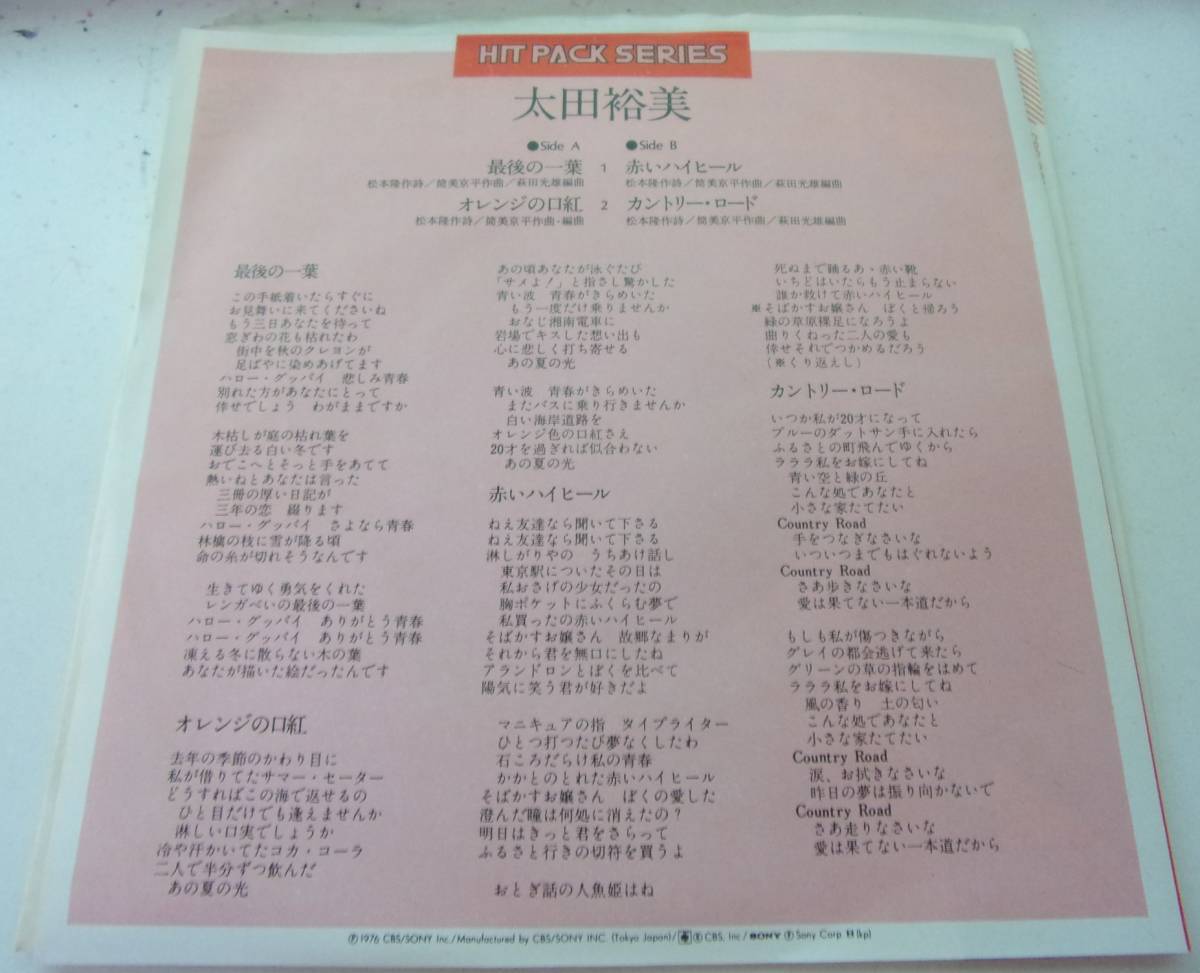 HIT PACK SERIES
太田裕美
●Side A ●Side B
最後の一葉 1 赤いハイヒール
松本隆作詩／筒美京平作曲／萩田光雄編曲 松本隆作詩／筒美京平作曲／萩田光雄編曲
オレンジの口紅 2 カントリー・ロード
松本隆作詩／筒美京平作曲・編曲 松本隆作詩／筒美京平作曲／萩田光雄編曲
最後の一葉
この手紙着いたらすぐに
お見舞いに来てくださいね
もう三日あなたを待って
窓ぎわの花も枯れたわ
街中を秋のクレヨンが
足ばやに染めあげてます
ハロー・グッバイ 悲しみ青春
別れた方があなたにとって
倖せでしょう わがままですか
木枯しが庭の枯れ葉を
運び去る白い冬です
おでこへとそっと手をあてて
熱いねとあなたは言った
三冊の厚い日記が
三年の恋 綴ります
ハロー・グッバイ さよなら青春
林檎の枝に雪が降る頃
命の糸が切れそうなんです
生きてゆく勇気をくれた
レンガべいの最後の一葉
ハロー・グッバイ ありがとう青春
ハロー・グッバイ ありがとう青春
凍える冬に散らない木の葉
あなたが描いた絵だったんです
オレンジの口紅
去年の季節のかわり目に
私が借りてたサマー・セーター
どうすればこの海で返せるの
ひと目だけでも逢えませんか
淋しい口実でしょうか
冷や汗かいてたコカ・コーラ
二人で半分ずつ飲んだ
あの夏の光
あの頃あなたが泳ぐたび
「サメよ！」と指さし驚かした
青い波 青春がきらめいた
もう一度だけ乗りませんか
おなじ湘南電車に
岩場でキスした想い出も
心に悲しく打ち寄せる
あの夏の光
青い波 青春がきらめいた
またバスに乗り行きませんか
白い海岸道路を
オレンジ色の口紅さえ
20才を過ぎれば似合わない
あの夏の光
赤いハイヒール
ねえ友達なら聞いて下さる
ねえ友達なら聞いて下さる
淋しがりやの うちあけ話し
東京駅についたその日は
私おさげの少女だったの
胸ポケットにふくらむ夢で
私買ったの赤いハイヒール
そばかすお嬢さん 故郷なまりが
それから君を無口にしたね
アランドロンとぼくを比べて
陽気に笑う君が好きだよ
マニキュアの指 タイプライター
ひとつ打つたび夢なくしたわ
石ころだらけ私の青春
かかとのとれた赤いハイヒール
そばかすお嬢さん ぼくの愛した
澄んだ瞳は何処に消えたの？
明日はきっと君をさらって
ふるさと行きの切符を買うよ
おとぎ話の人魚姫はね
死ぬまで踊るあゝ赤い靴
いちどはいたらもう止まらない
誰か救けて赤いハイヒール
※そばかすお嬢さん ぼくと帰ろう
緑の草原裸足になろうよ
曲りくねった二人の愛も
倖せそれでつかめるだろう
（※くり返えし）
カントリー・ロード
いつか私が20才になって
ブルーのダットサン手に入れたら
ふるさとの町飛んでゆくから
ラララ私をお嫁にしてね
青い空と緑の丘
こんな処であなたと
小さな家たてたい
Country Road
手をつなぎなさいな
いついつまでもはぐれないよう
Country Road
さあ歩きなさいな
愛は果てない一本道だから
もしも私が傷つきながら
グレイの都会逃げて来たら
グリーンの草の指輪をはめて
ラララ私をお嫁にしてね
風の香り 土の匂い
こんな処であなたと
小さな家たてたい
Country Road
涙、お拭きなさいな
昨日の夢は振り向かないで
Country Road
さあ走りなさいな
愛は果てない一本道だから
Ⓟ1976 CBS/SONY Inc./Manufactured by CBS/SONY INC. (Tokyo Japan)/ CBS, Inc./SONY Sony Corp. (kp)